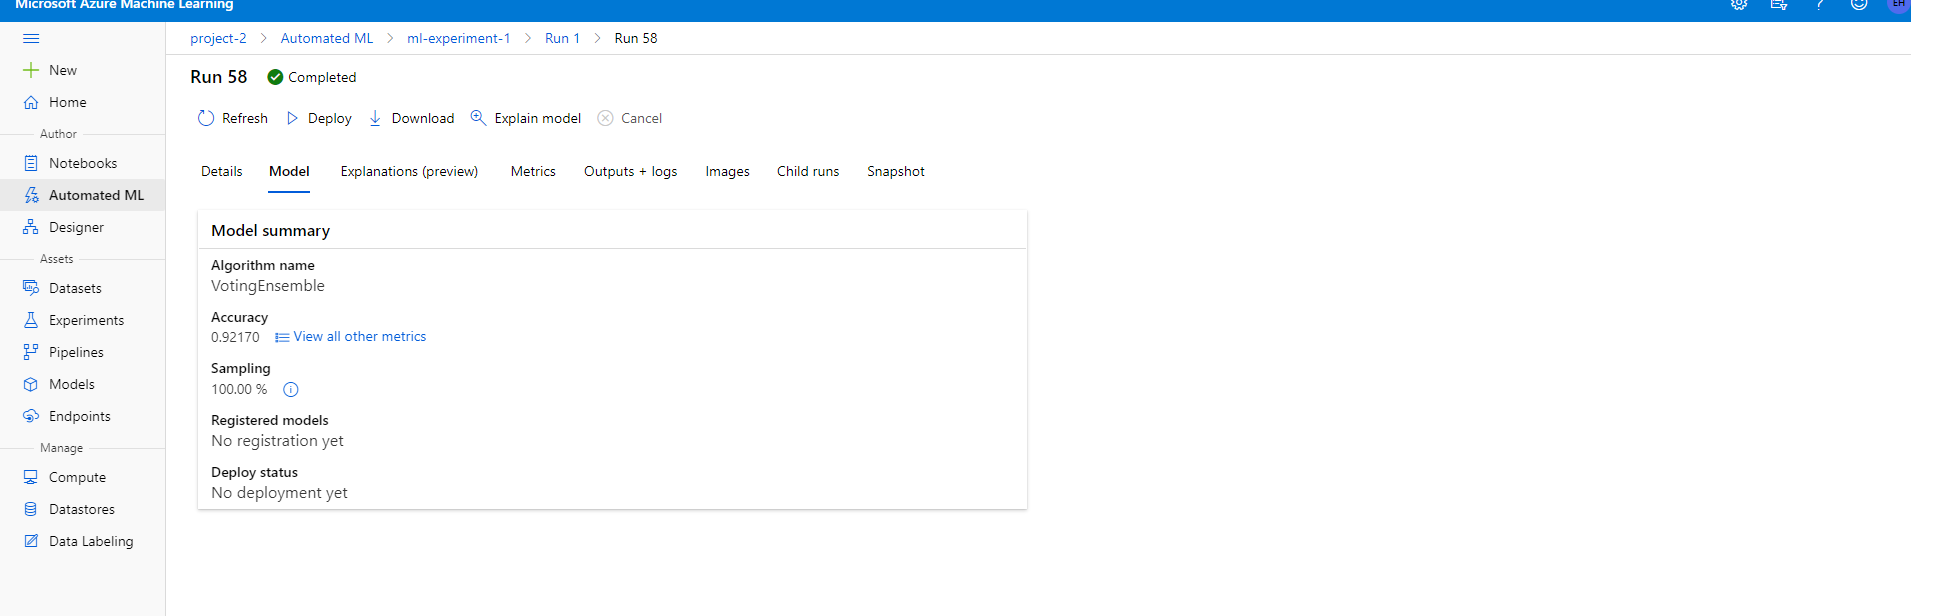 Microsoft Azure Machine Learning
EH
project-2 > Automated ML > ml-experiment-1 > Run 1 > Run 58
New
Home
Author
Notebooks
Automated ML
Designer
Assets
Datasets
Experiments
Pipelines
Models
Endpoints
Manage
Compute
Datastores
Data Labeling
Run 58 Completed
Refresh Deploy Download Explain model Cancel
Details Model Explanations (preview) Metrics Outputs + logs Images Child runs Snapshot
Model summary
Algorithm name
VotingEnsemble
Accuracy
0.92170 View all other metrics
Sampling
100.00 %
Registered models
No registration yet
Deploy status
No deployment yet